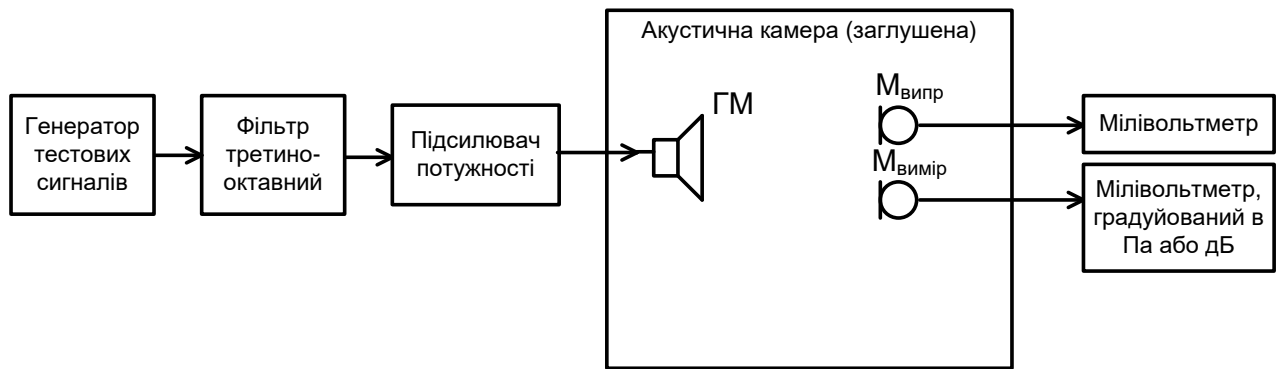 Генератор
тестових
сигналів
Фільтр
третино-
октавний
Підсилювач
потужності
Акустична камера (заглушена)
ГМ
Мвипр
Мвимір
Мілівольтметр
Мілівольтметр,
градуйований в
Па або дБ